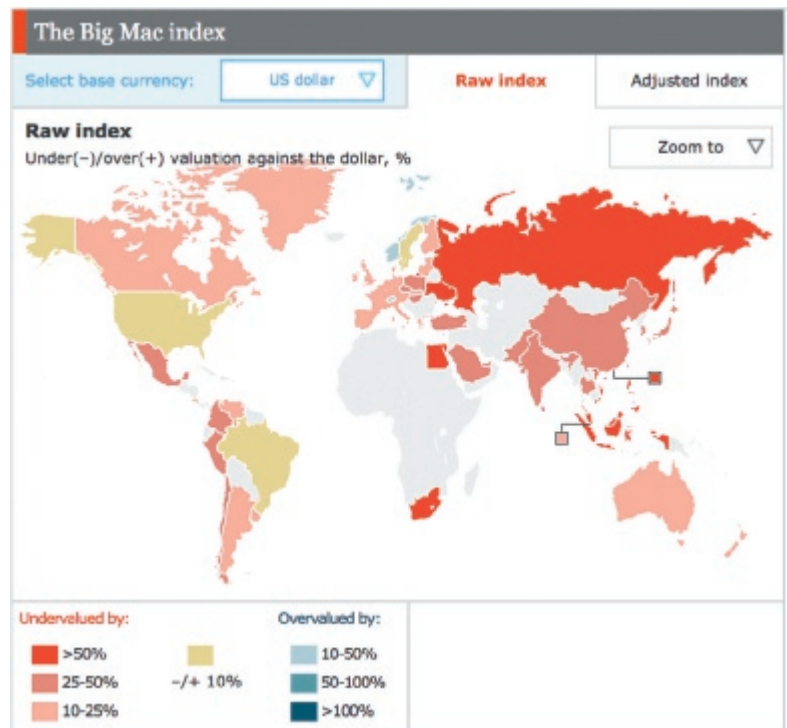 The Big Mac index
Select base currency: US dollar Raw index Adjusted index
Raw index
Under(−)/over(+) valuation against the dollar, %
Zoom to
Undervalued by:
>50%
25-50%
10-25%
−/+ 10%
Overvalued by:
10-50%
50-100%
>100%